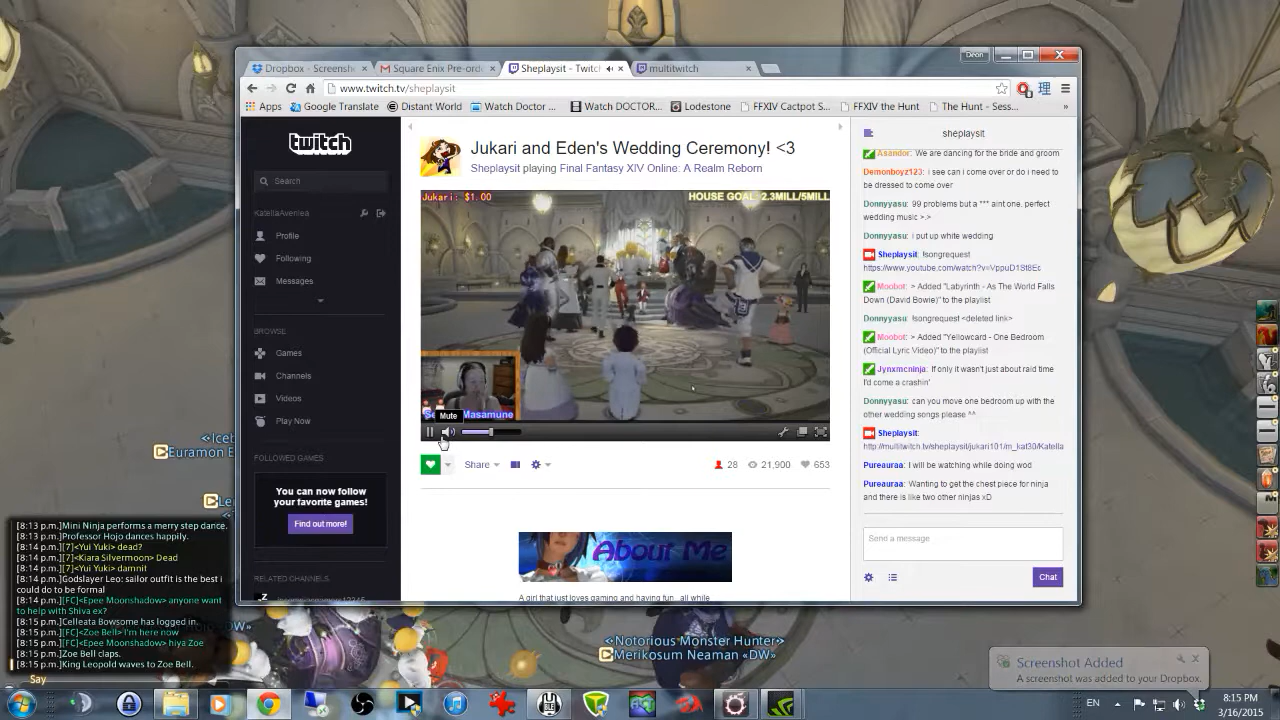 Deon
Dropbox - Screensh
Square Enix Pre-ord
Sheplaysit - Twitch
multitwitch
www.twitch.tv/sheplaysit
Apps
Google Translate
Distant World
Watch Doctor ...
Watch DOCTOR...
Lodestone
FFXIV Cactpot S...
FFXIV the Hunt
The Hunt - Sess...
»
twitch
Search
KatellaAvenlea
Profile
Following
Messages
BROWSE
Games
Channels
Videos
Play Now
FOLLOWED GAMES
You can now follow
your favorite games!
Find out more!
RELATED CHANNELS
Jukari and Eden's Wedding Ceremony! <3
Sheplaysit playing Final Fantasy XIV Online: A Realm Reborn
Jukari: $1.00
HOUSE GOAL 2.3MILL/5MILL
Masamune
Mute
Share
28
21,900
653
About Me
A girl that just loves gaming and having fun, all while
sheplaysit
Asandor: We are dancing for the bride and groom
Demonboyz123: i see can i come over or do i need to
be dressed to come over
Donnyyasu: 99 problems but a *** aint one. perfect
wedding music >.>
Donnyyasu: i put up white wedding
Sheplaysit: !songrequest
https://www.youtube.com/watch?v=VppuD1St8Ec
Moobot: > Added "Labyrinth - As The World Falls
Down (David Bowie)" to the playlist
Donnyyasu: !songrequest <deleted link>
Moobot: > Added "Yellowcard - One Bedroom
(Official Lyric Video)" to the playlist
Jynxmcninja: If only it wasn't just about raid time
I'd come a crashin'
Donnyyasu: can you move one bedroom up with the
other wedding songs please ^^
Sheplaysit:
http://multitwitch.tv/sheplaysit/jukari101/m_kat30/Katella
Pureauraa: I will be watching while doing wod
Pureauraa: Wanting to get the chest piece for ninja
and there is like two other ninjas xD
Send a message
Chat
«Iceb
Euramon E
[8:13 p.m.]Mini Ninja performs a merry step dance.
[8:13 p.m.]Professor Hojo dances happily.
[8:14 p.m.][7]<Yui Yuki> dead?
[8:14 p.m.][7]<Kiara Silvermoon> Dead
[8:14 p.m.][7]<Yui Yuki> damnit
[8:14 p.m.]Godslayer Leo: sailor outfit is the best i
could do to be formal
[8:14 p.m.][FC]<Epee Moonshadow> anyone want
to help with Shiva ex?
[8:15 p.m.]Celleata Bowsome has logged in.
[8:15 p.m.][FC]<Zoe Bell> I'm here now
[8:15 p.m.][FC]<Epee Moonshadow> hiya Zoe
[8:15 p.m.]Zoe Bell claps.
[8:15 p.m.]King Leopold waves to Zoe Bell.
Say
«DW»
«Notorious Monster Hunter»
Merikosum Neaman «DW»
Screenshot Added
A screenshot was added to your Dropbox.
EN
8:15 PM
3/16/2015